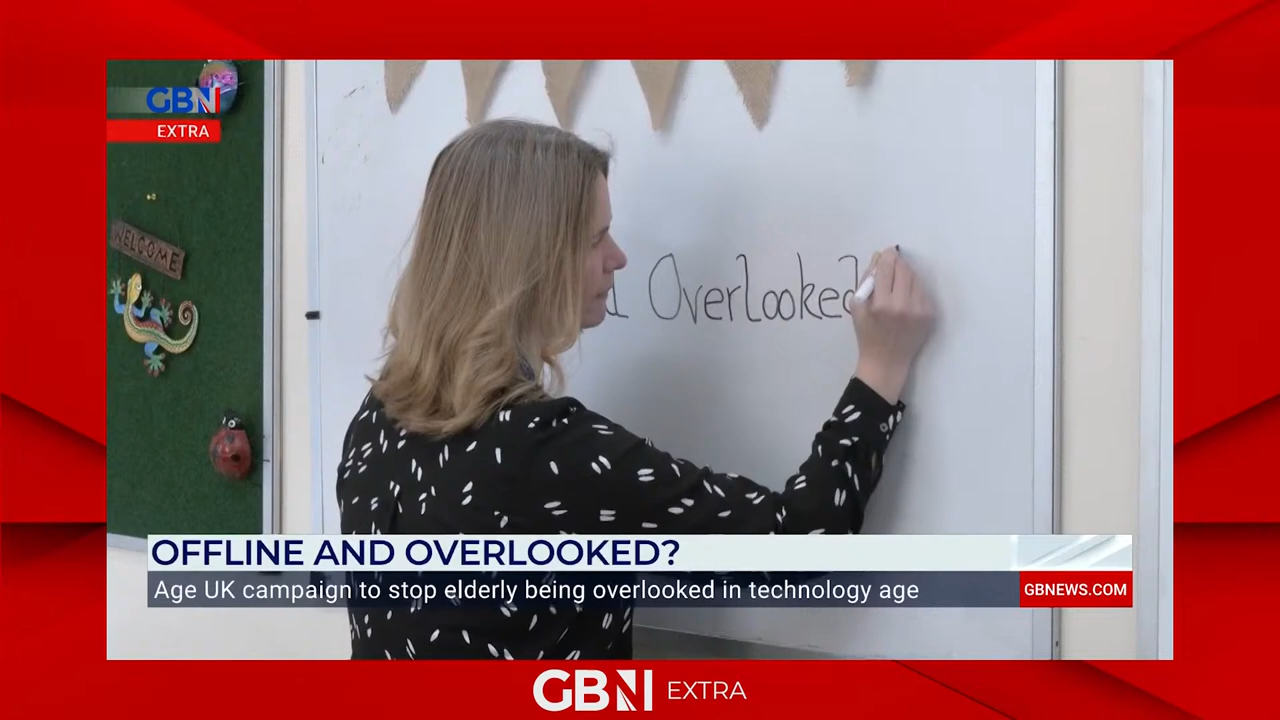 GBN
EXTRA
WELCOME
Overlooked
OFFLINE AND OVERLOOKED?
Age UK campaign to stop elderly being overlooked in technology age
GBNEWS.COM
GBN EXTRA